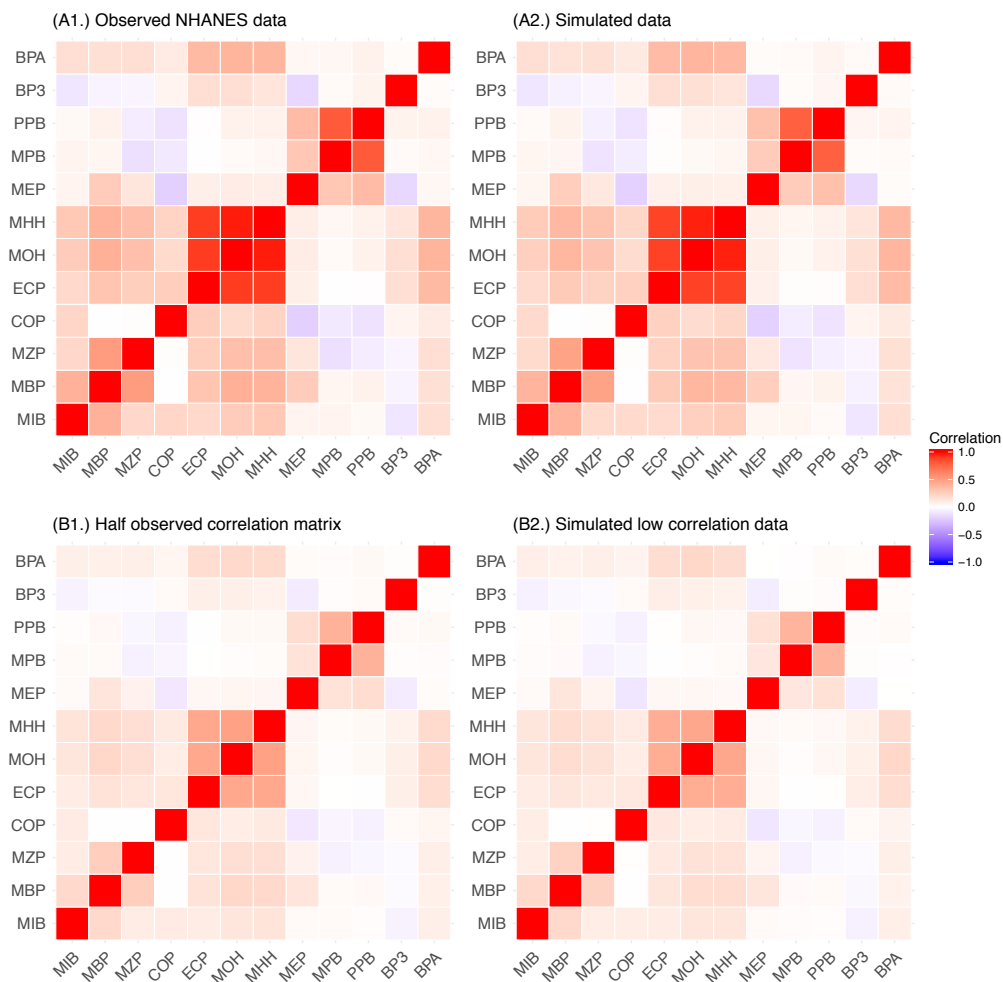 (A1.) Observed NHANES data
BPA
BP3
PPB
MPB
MEP
MHH
MOH
ECP
COP
MZP
MBP
MIB
MIB MBP MZP COP ECP MOH MHH MEP MPB PPB BP3 BPA
(A2.) Simulated data
BPA
BP3
PPB
MPB
MEP
MHH
MOH
ECP
COP
MZP
MBP
MIB
MIB MBP MZP COP ECP MOH MHH MEP MPB PPB BP3 BPA
Correlation
1.0
0.5
0.0
−0.5
−1.0
(B1.) Half observed correlation matrix
BPA
BP3
PPB
MPB
MEP
MHH
MOH
ECP
COP
MZP
MBP
MIB
MIB MBP MZP COP ECP MOH MHH MEP MPB PPB BP3 BPA
(B2.) Simulated low correlation data
BPA
BP3
PPB
MPB
MEP
MHH
MOH
ECP
COP
MZP
MBP
MIB
MIB MBP MZP COP ECP MOH MHH MEP MPB PPB BP3 BPA